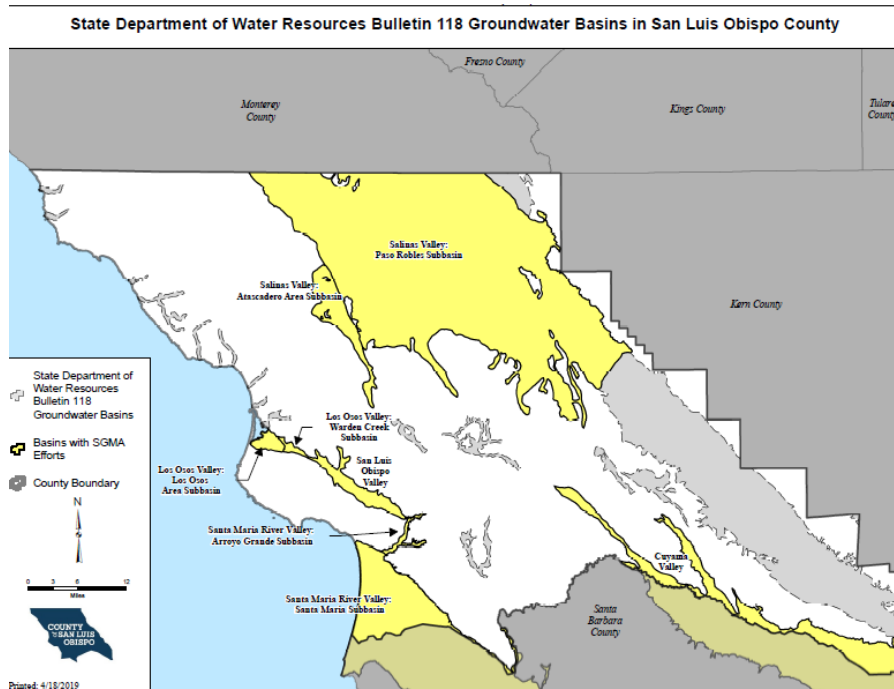 State Department of Water Resources Bulletin 118 Groundwater Basins in San Luis Obispo County
Fresno County
Monterey
County
Kings County
Tulare
County
Salinas Valley:
Paso Robles Subbasin
Salinas Valley:
Atascadero Area Subbasin
Kern County
State Department of
Water Resources
Bulletin 118
Groundwater Basins
Basins with SGMA
Efforts
County Boundary
N
0 3 6 12
Miles
COUNTY
OF SAN LUIS
OBISPO
Printed: 4/18/2019
Los Osos Valley:
Warden Creek
Subbasin
San Luis
Obispo
Valley
Los Osos Valley:
Los Osos
Area Subbasin
Santa Maria River Valley:
Arroyo Grande Subbasin
Cuyama
Valley
Santa Maria River Valley:
Santa Maria Subbasin
Santa
Barbara
County